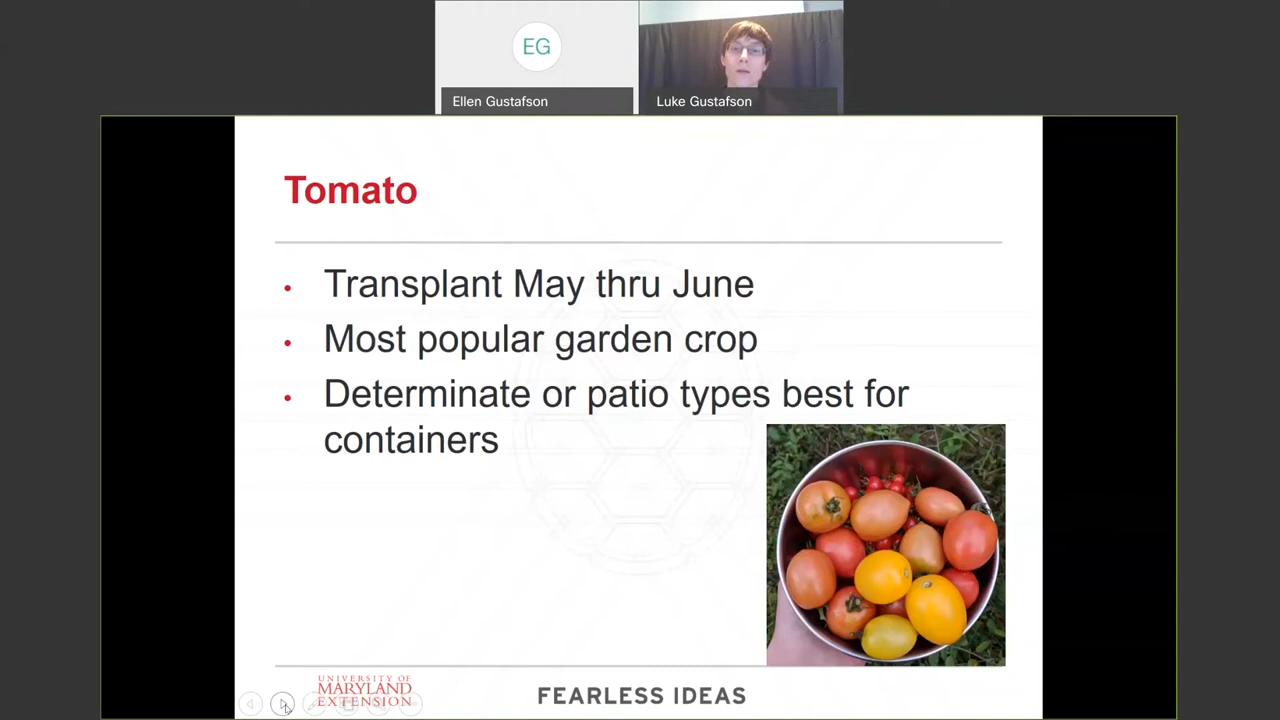 EG
Ellen Gustafson
Luke Gustafson
Tomato
• Transplant May thru June
• Most popular garden crop
• Determinate or patio types best for
containers
UNIVERSITY OF
MARYLAND
EXTENSION
FEARLESS IDEAS